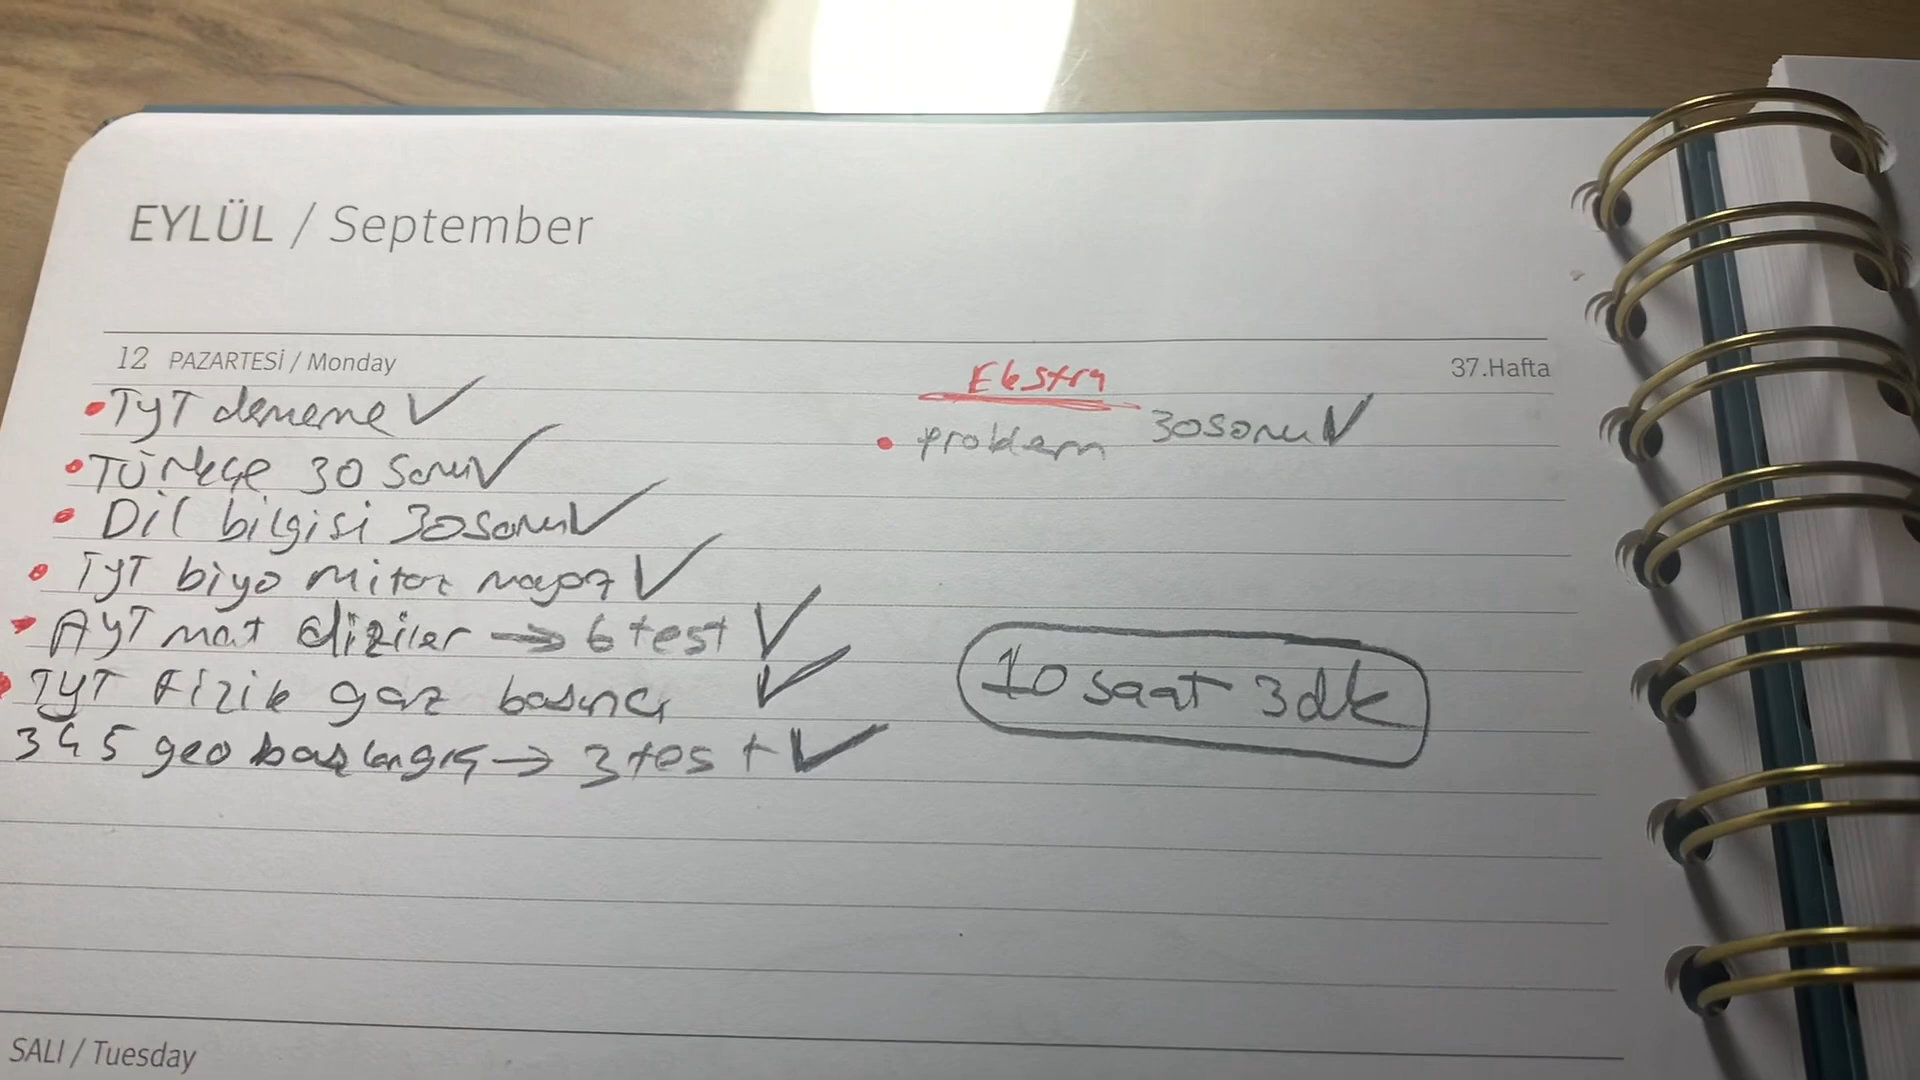 EYLÜL / September
12 PAZARTESİ / Monday
37.Hafta
• TYT deneme ✓
• Türkçe 30 soru ✓
• Dil bilgisi 30 soru ✓
• TYT biyo mitoz mayoz ✓
• AYT mat diziler → 6 test ✓
• TYT Fizik gaz basıncı ✓
345 geo başlangıç → 3 test ✓
Ekstra
• problem 30 soru ✓
10 saat 3dk
SALI / Tuesday